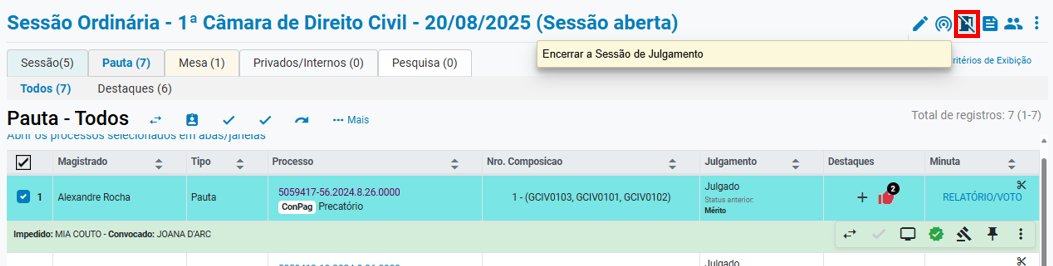 Sessão Ordinária - 1ª Câmara de Direito Civil - 20/08/2025 (Sessão aberta)
Encerrar a Sessão de Julgamento
ritérios de Exibição
Sessão(5) Pauta (7) Mesa (1) Privados/Internos (0) Pesquisa (0)
Todos (7) Destaques (6)
Pauta - Todos
Mais
Total de registros: 7 (1-7)
Abrir os processos selecionados em abas/janelas
Magistrado Tipo Processo Nro. Composicao Julgamento Destaques Minuta
1 Alexandre Rocha Pauta 5059417-56.2024.8.26.0000 1 - (GCIV0103, GCIV0101, GCIV0102) Julgado 2 RELATÓRIO/VOTO
ConPag Precatório
Status anterior:
Mérito
Impedido: MIA COUTO - Convocado: JOANA D'ARC
Julgado